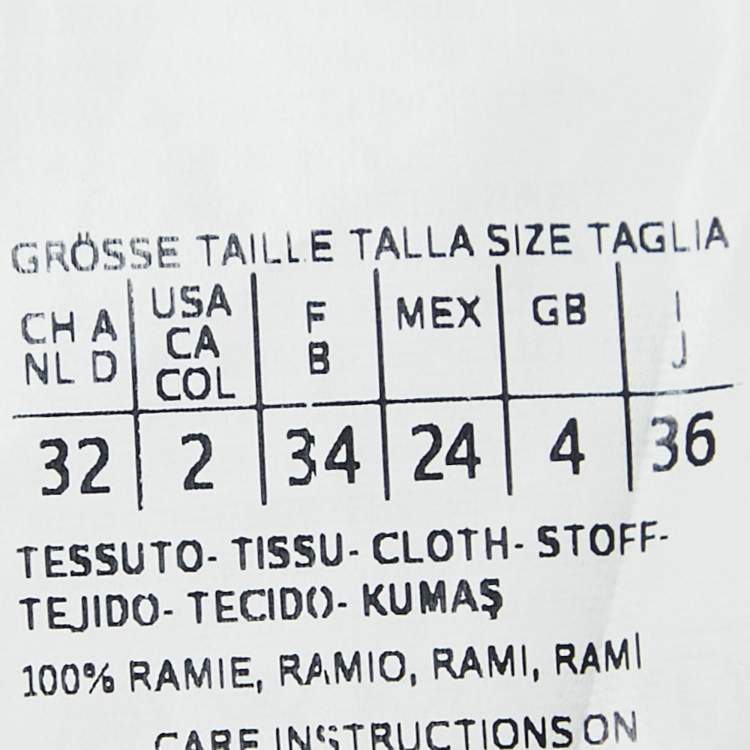 GRÖSSE TAILLE TALLA SIZE TAGLIA
CH A NL D
USA CA COL
F B
MEX
GB
I J
32 2 34 24 4 36
TESSUTO- TISSU- CLOTH- STOFF-
TEJIDO- TECIDO- KUMAŞ
100% RAMIE, RAMIO, RAMI, RAMİ
CARE INSTRUCTIONS ON